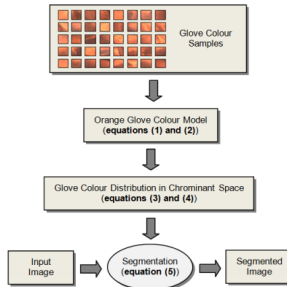 Glove Colour
Samples
Orange Glove Colour Model
(equations (1) and (2))
Glove Colour Distribution in Chrominant Space
(equations (3) and (4))
Input
Image
Segmentation
(equation (5))
Segmented
Image